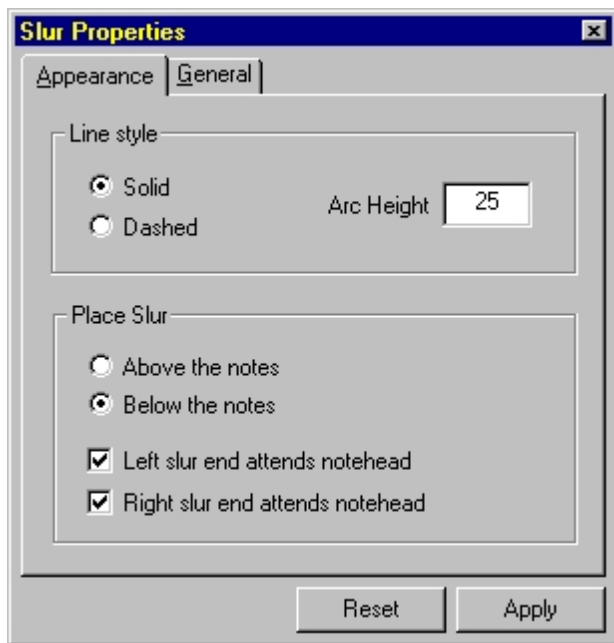 Slur Properties
Appearance General
Line style
Solid
Arc Height 25
Dashed
Place Slur
Above the notes
Below the notes
Left slur end attends notehead
Right slur end attends notehead
Reset Apply